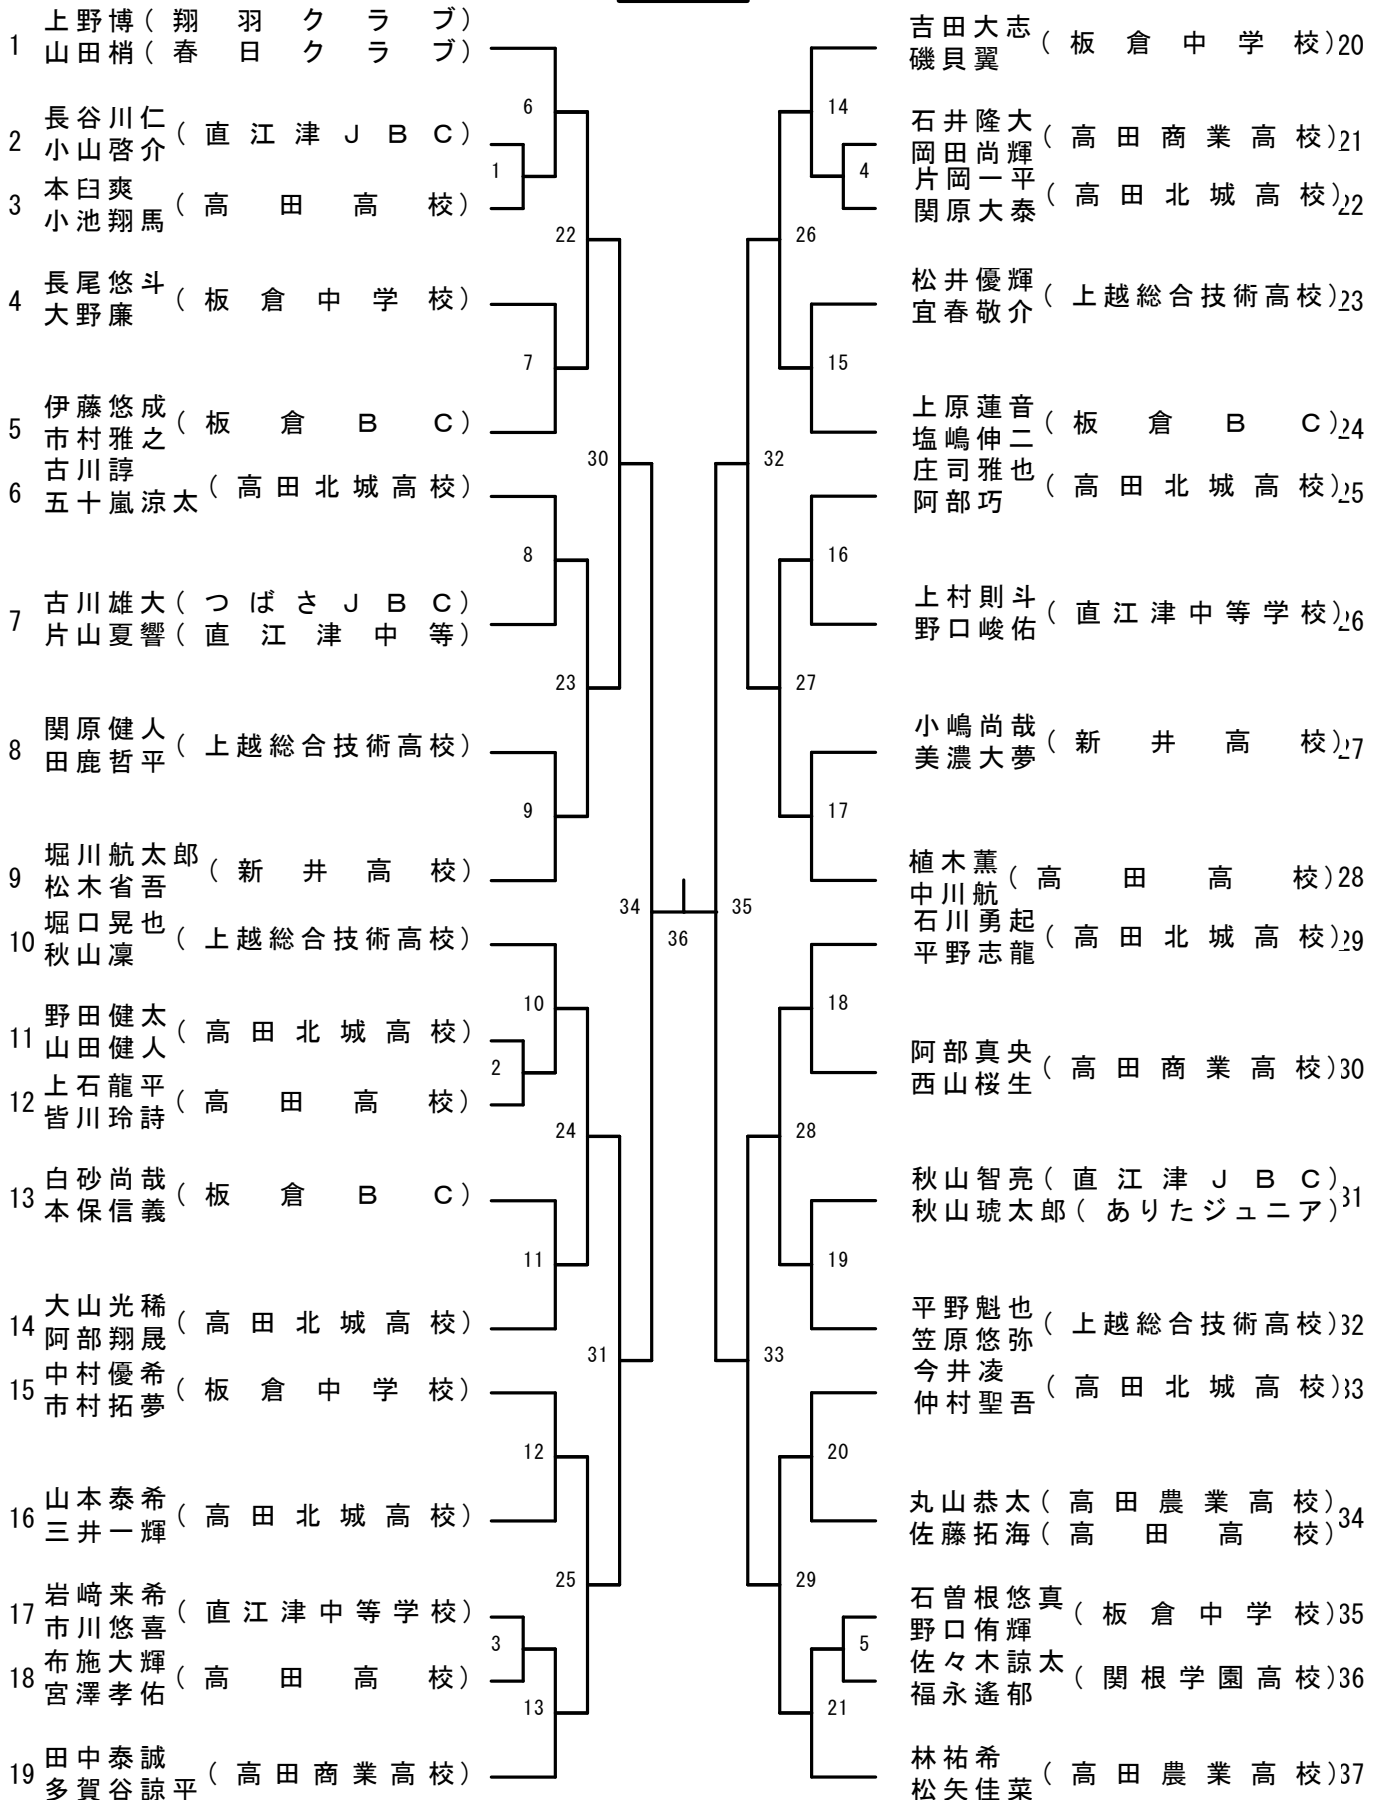 1 上野博(翔羽クラブ)
山田梢(春日クラブ)
2 長谷川仁
小山啓介(直江津JBC)
3 本臼爽
小池翔馬(高田高校)
4 長尾悠斗
大野廉(板倉中学校)
5 伊藤悠成
市村雅之(板倉BC)
6 古川諄
五十嵐涼太(高田北城高校)
7 古川雄大(つばさJBC)
片山夏響(直江津中等)
8 関原健人
田鹿哲平(上越総合技術高校)
9 堀川航太郎
松木省吾(新井高校)
10 堀口晃也
秋山凜(上越総合技術高校)
11 野田健太
山田健人(高田北城高校)
12 上石龍平
皆川玲詩(高田高校)
13 白砂尚哉
本保信義(板倉BC)
14 大山光稀
阿部翔晟(高田北城高校)
15 中村優希
市村拓夢(板倉中学校)
16 山本泰希
三井一輝(高田北城高校)
17 岩﨑来希
市川悠喜(直江津中等学校)
18 布施大輝
宮澤孝佑(高田高校)
19 田中泰誠
多賀谷諒平(高田商業高校)
6
1
22
7
30
8
23
9
34
10
2
24
11
31
12
25
3
13
36
14
4
26
15
32
16
27
17
35
18
28
19
33
20
29
5
21
吉田大志
磯貝翼(板倉中学校)20
石井隆大
岡田尚輝(高田商業高校)21
片岡一平
関原大泰(高田北城高校)22
松井優輝
宜春敬介(上越総合技術高校)23
上原蓮音
塩嶋伸二(板倉BC)24
庄司雅也
阿部巧(高田北城高校)25
上村則斗
野口峻佑(直江津中等学校)26
小嶋尚哉
美濃大夢(新井高校)27
植木薫
中川航(高田高校)28
石川勇起
平野志龍(高田北城高校)29
阿部真央
西山桜生(高田商業高校)30
秋山智亮(直江津JBC)
秋山琥太郎(ありたジュニア)31
平野魁也
笠原悠弥(上越総合技術高校)32
今井凌
仲村聖吾(高田北城高校)33
丸山恭太(高田農業高校)
佐藤拓海(高田高校)34
石曽根悠真
野口侑輝(板倉中学校)35
佐々木諒太
福永遙郁(関根学園高校)36
林祐希
松矢佳菜(高田農業高校)37